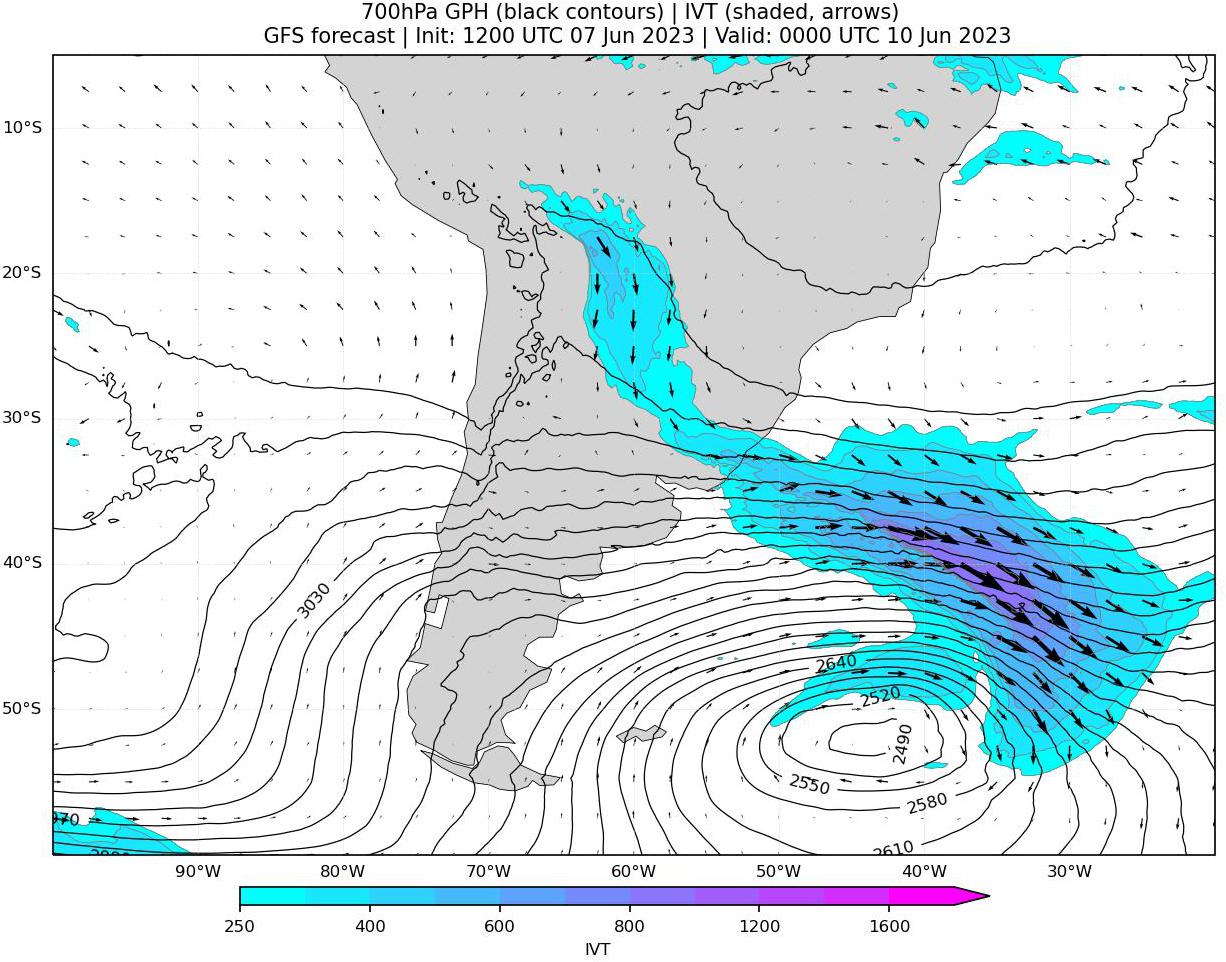 700hPa GPH (black contours) | IVT (shaded, arrows)
GFS forecast | Init: 1200 UTC 07 Jun 2023 | Valid: 0000 UTC 10 Jun 2023
10°S
20°S
30°S
40°S
3030
2640
50°S
2520
2490
2550
2580
2610
90°W 80°W 70°W 60°W 50°W 40°W 30°W
250 400 600 800 1200 1600
IVT